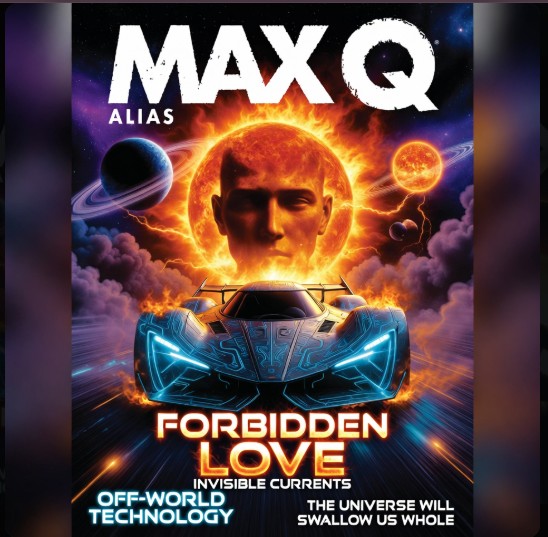 MAX Q
ALIAS
FORBIDDEN
LOVE
INVISIBLE CURRENTS
OFF-WORLD
TECHNOLOGY
THE UNIVERSE WILL
SWALLOW US WHOLE